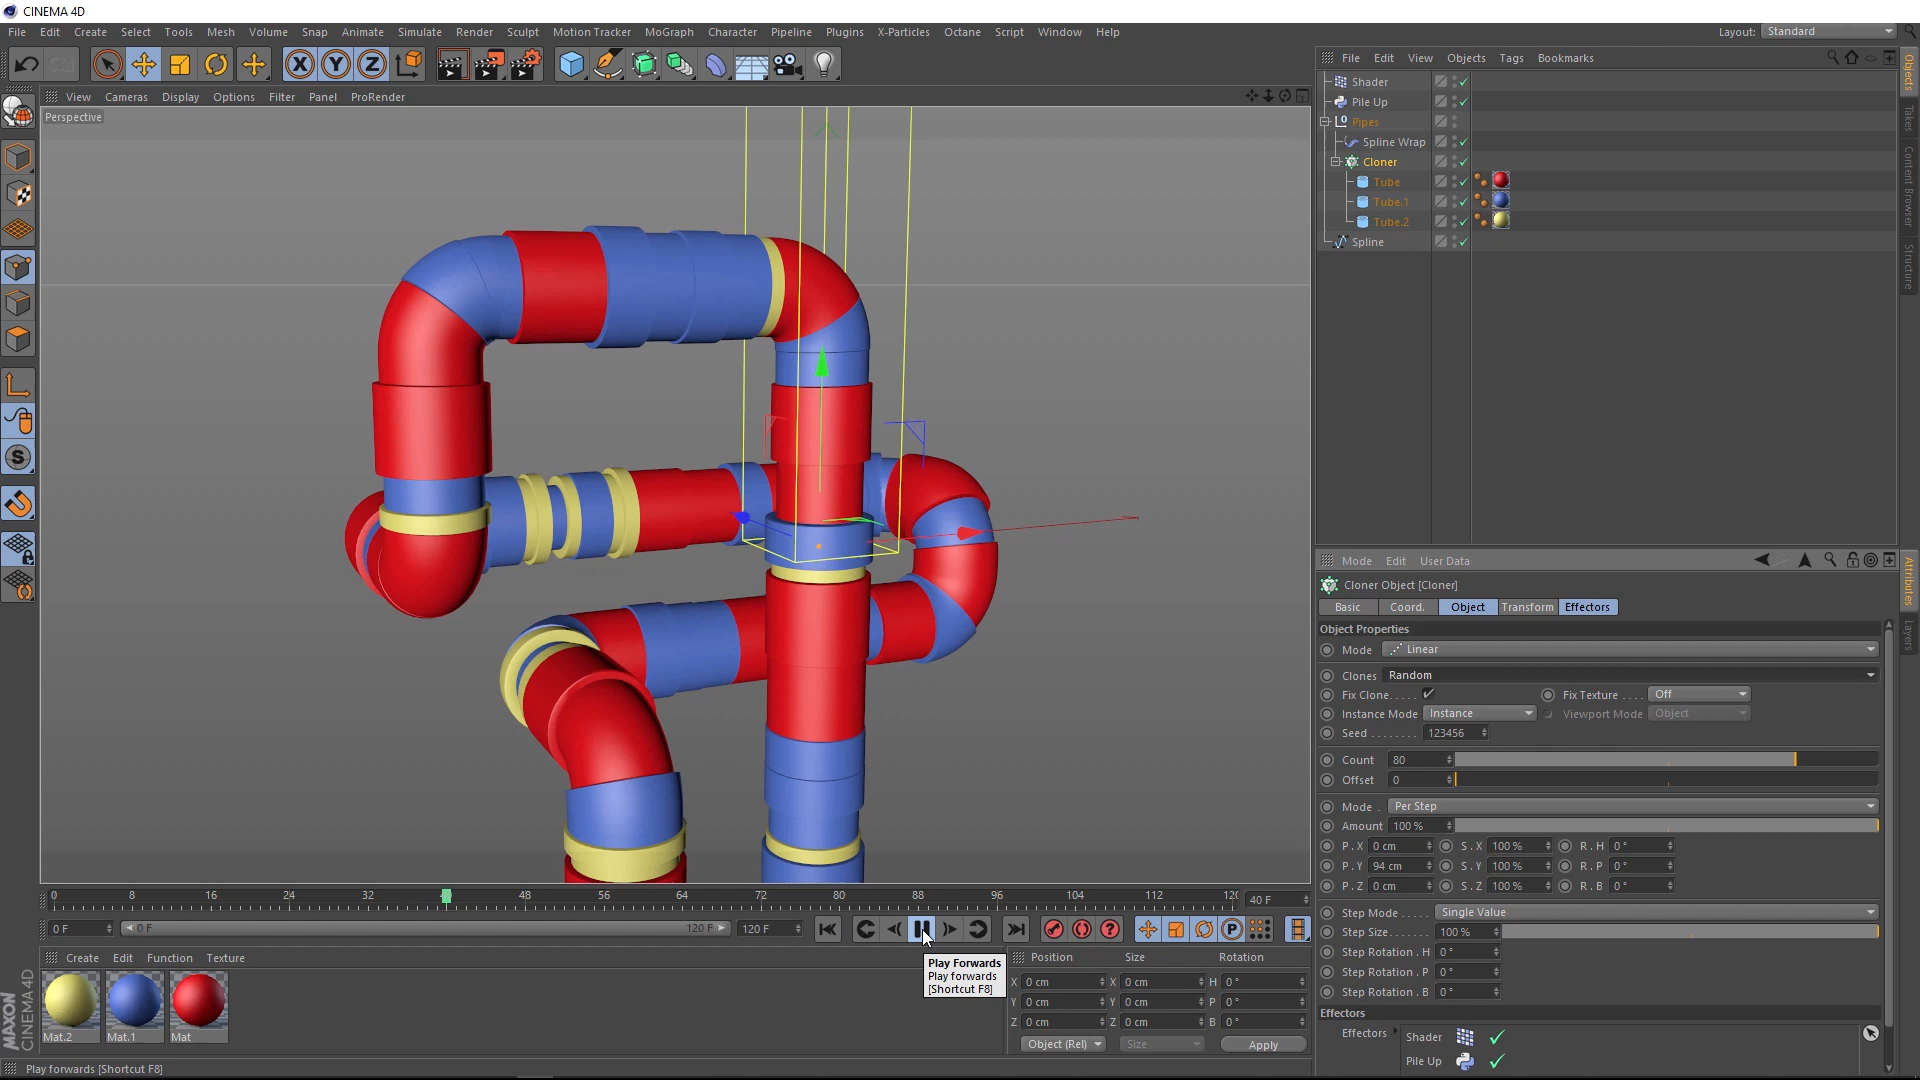 CINEMA 4D
File Edit Create Select Tools Mesh Volume Snap Animate Simulate Render Sculpt Motion Tracker MoGraph Character Pipeline Plugins X-Particles Octane Script Window Help
Layout: Standard
File Edit View Objects Tags Bookmarks
View Cameras Display Options Filter Panel ProRender
Perspective
Shader
Pile Up
Pipes
Spline Wrap
Cloner
Tube
Tube.1
Tube.2
Spline
Objects
Takes
Content Browser
Structure
Mode Edit User Data
Cloner Object [Cloner]
Basic Coord. Object Transform Effectors
Object Properties
Mode Linear
Clones Random
Fix Clone..... Fix Texture .... Off
Instance Mode Instance Viewport Mode Object
Seed ........ 123456
Count 80
Offset 0
Mode . Per Step
Amount 100 %
P . X 0 cm S . X 100 % R . H 0 °
P . Y 94 cm S . Y 100 % R . P 0 °
P . Z 0 cm S . Z 100 % R . B 0 °
Step Mode ..... Single Value
Step Size....... 100 %
Step Rotation . H 0 °
Step Rotation . P 0 °
Step Rotation . B 0 °
Effectors
Effectors Shader
Pile Up
Attributes
Layers
0 8 16 24 32 48 56 64 72 80 88 96 104 112 120 40 F
0 F 0 F 120 F 120 F
Play Forwards
Play forwards
[Shortcut F8]
Create Edit Function Texture
Mat.2 Mat.1 Mat
Position Size Rotation
X 0 cm X 0 cm H 0 °
Y 0 cm Y 0 cm P 0 °
Z 0 cm Z 0 cm B 0 °
Object (Rel) Size Apply
MAXON
CINEMA 4D
Play forwards [Shortcut F8]